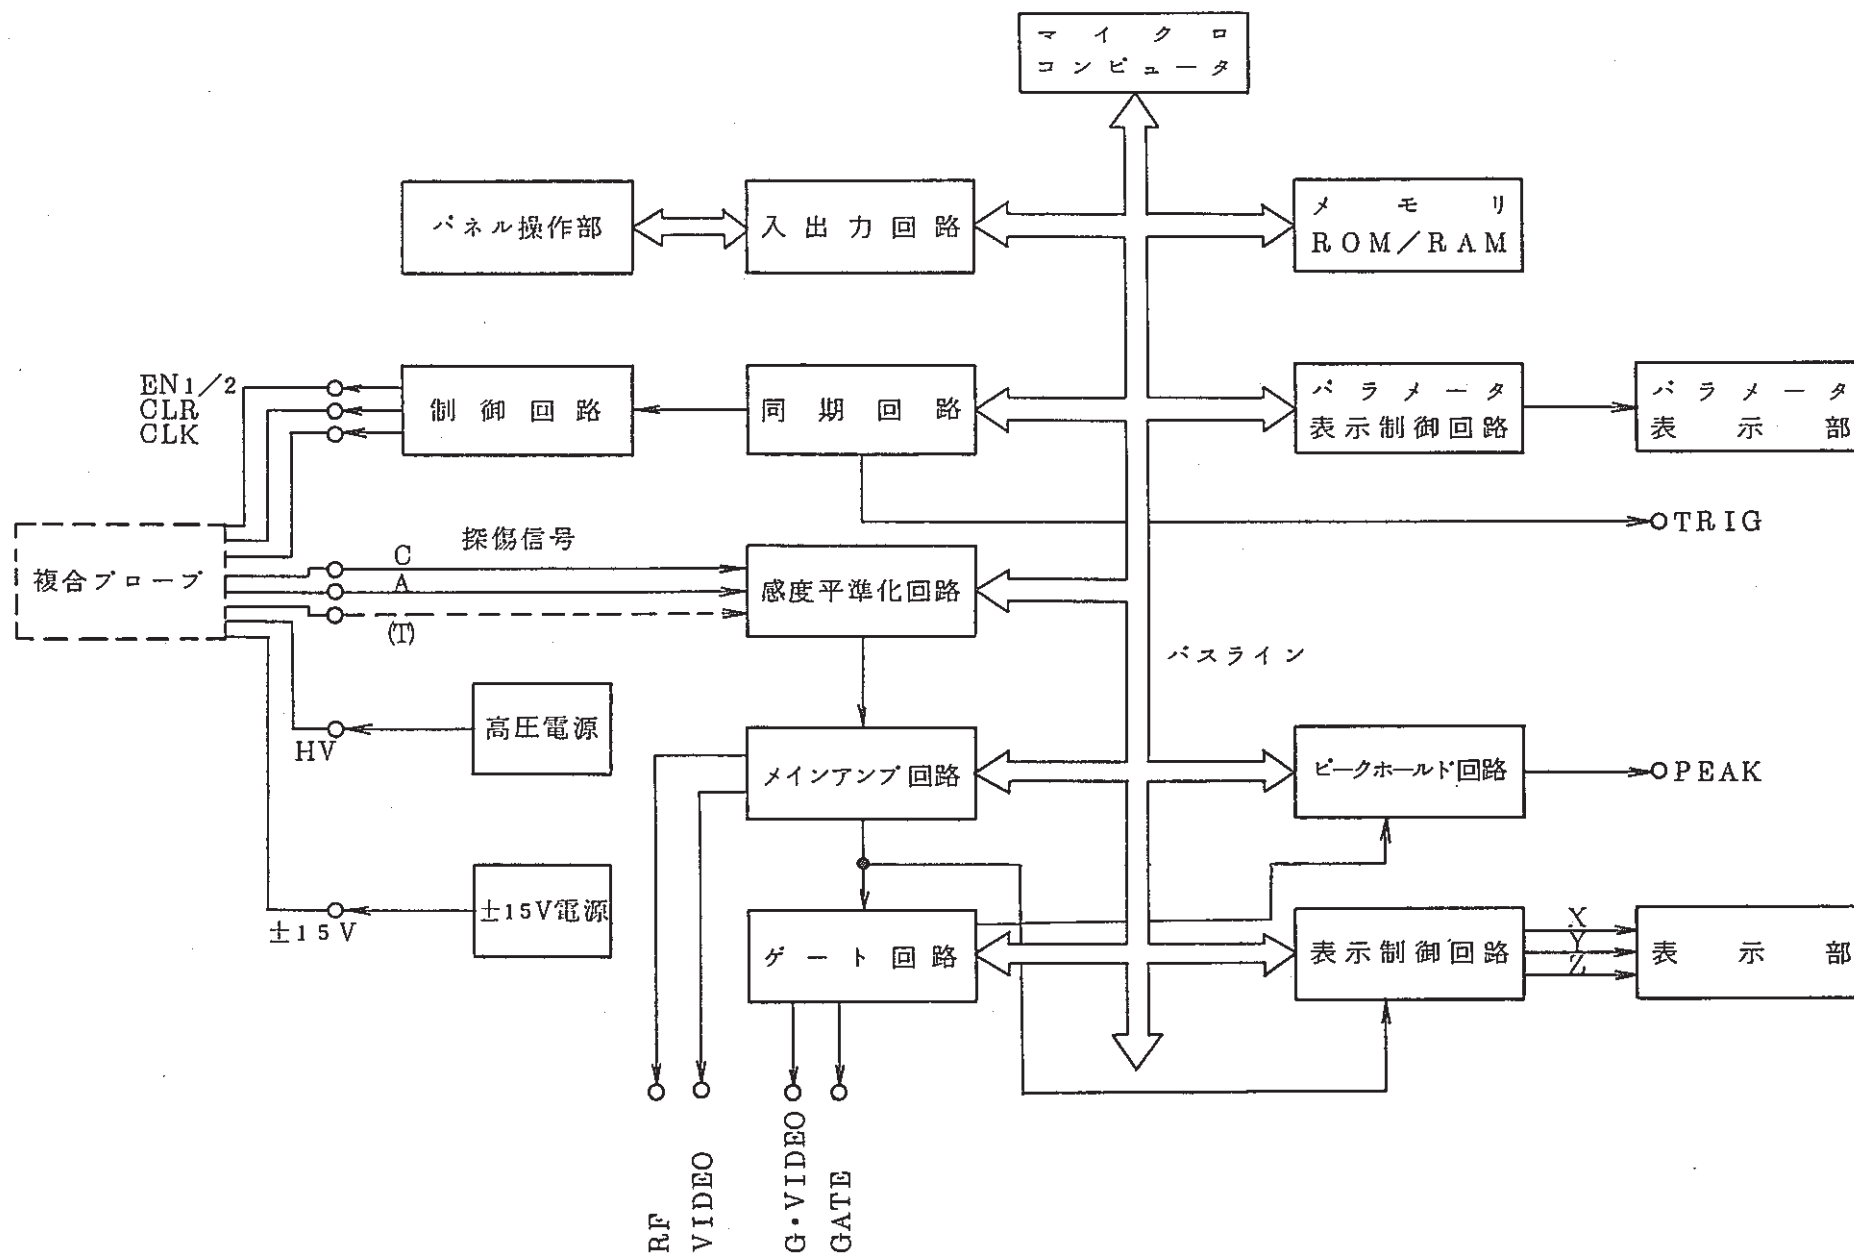 マイクロ
コンピュータ
パネル操作部
入出力回路
メモリ
ROM/RAM
EN1/2
CLR
CLK
制御回路
同期回路
パラメータ
表示制御回路
パラメータ
表示部
TRIG
探傷信号
複合プローブ
C
A
(T)
感度平準化回路
バスライン
高圧電源
HV
メインアンプ回路
ピークホールド回路
PEAK
±15V電源
±15V
ゲート回路
表示制御回路
X
Y
Z
表示部
RF
VIDEO
G・VIDEO
GATE